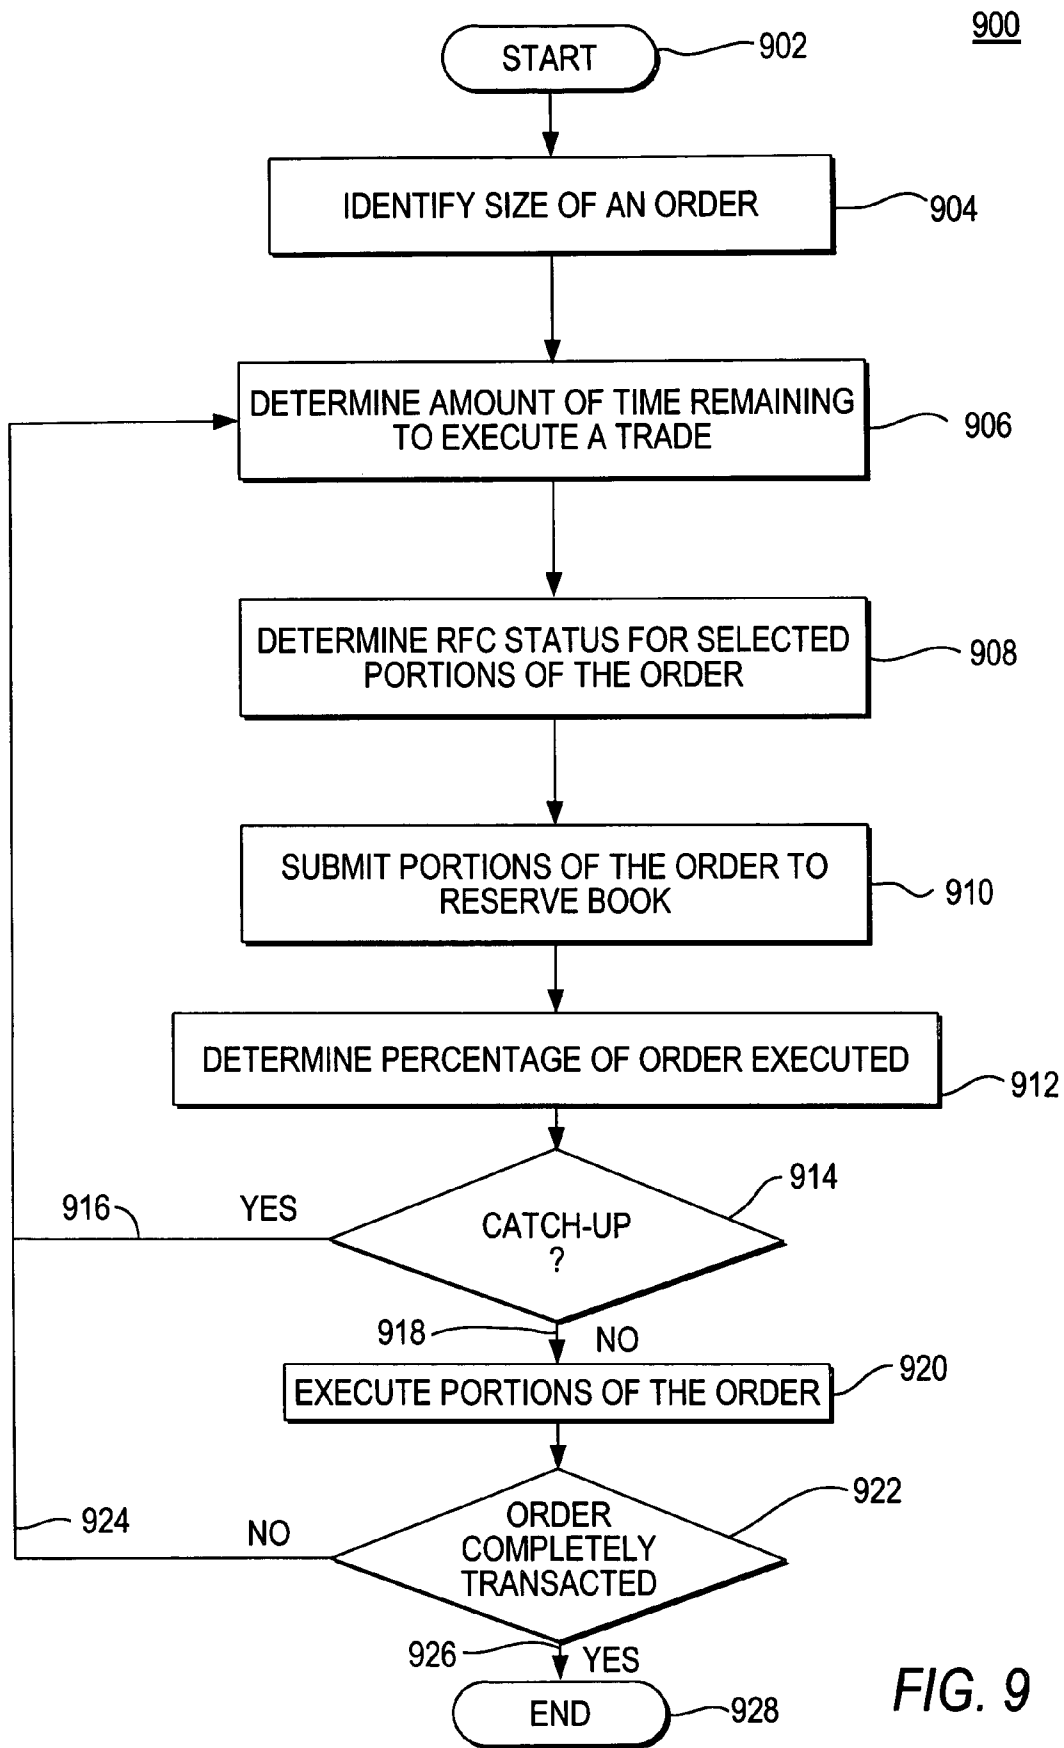 900
START
902
IDENTIFY SIZE OF AN ORDER
904
DETERMINE AMOUNT OF TIME REMAINING
TO EXECUTE A TRADE
906
DETERMINE RFC STATUS FOR SELECTED
PORTIONS OF THE ORDER
908
SUBMIT PORTIONS OF THE ORDER TO
RESERVE BOOK
910
DETERMINE PERCENTAGE OF ORDER EXECUTED
912
CATCH-UP
?
914
916
YES
918
NO
EXECUTE PORTIONS OF THE ORDER
920
ORDER
COMPLETELY
TRANSACTED
922
924
NO
926
YES
END
928
FIG. 9